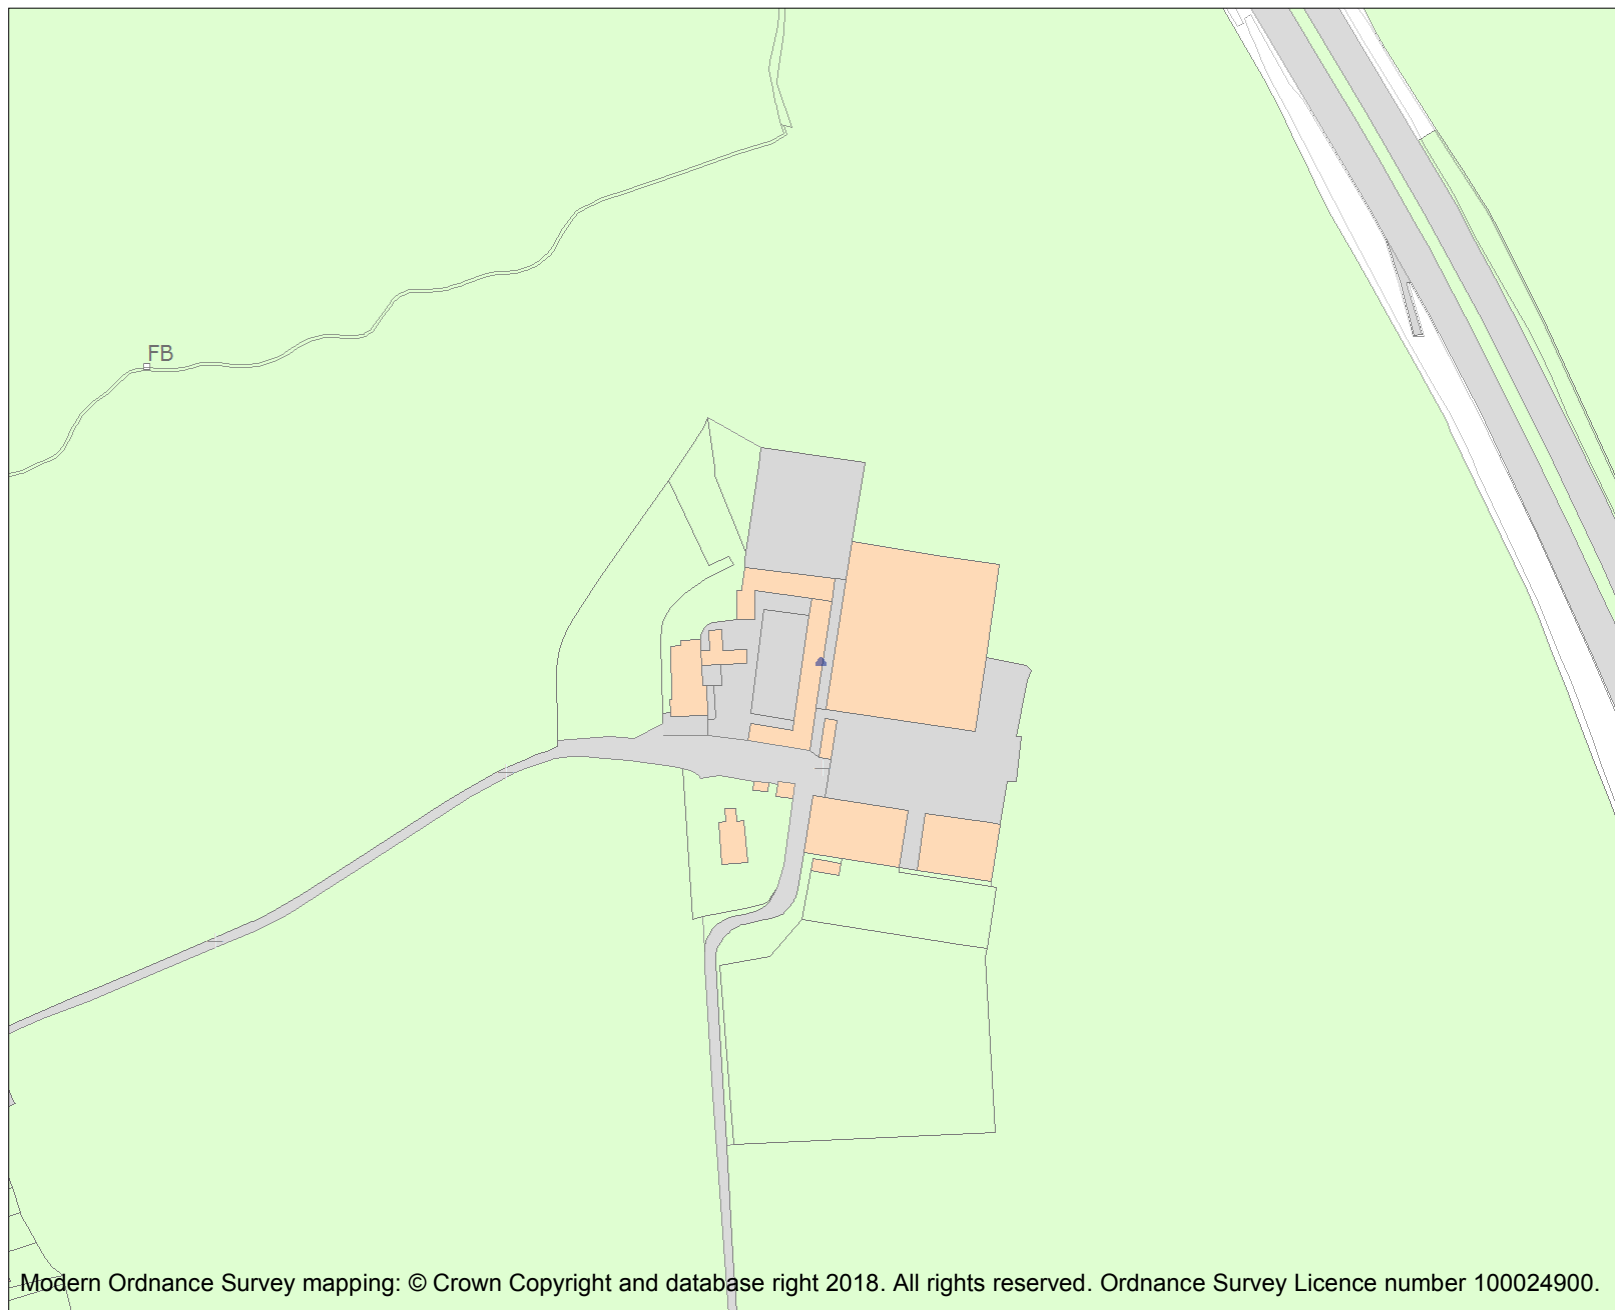 FB
Modern Ordnance Survey mapping: © Crown Copyright and database right 2018. All rights reserved. Ordnance Survey Licence number 100024900.